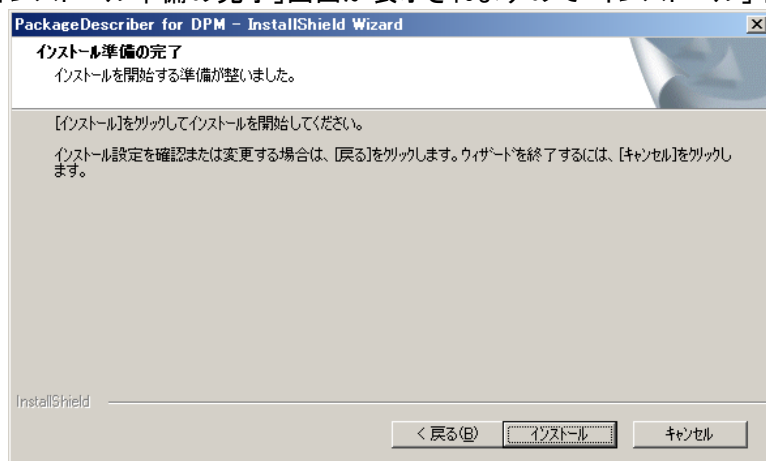 PackageDescriber for DPM - InstallShield Wizard
インストール準備の完了
インストールを開始する準備が整いました。
[インストール]をクリックしてインストールを開始してください。
インストール設定を確認または変更する場合は、[戻る]をクリックします。ウィザードを終了するには、[キャンセル]をクリックし
ます。
InstallShield
< 戻る(B)
インストール
キャンセル